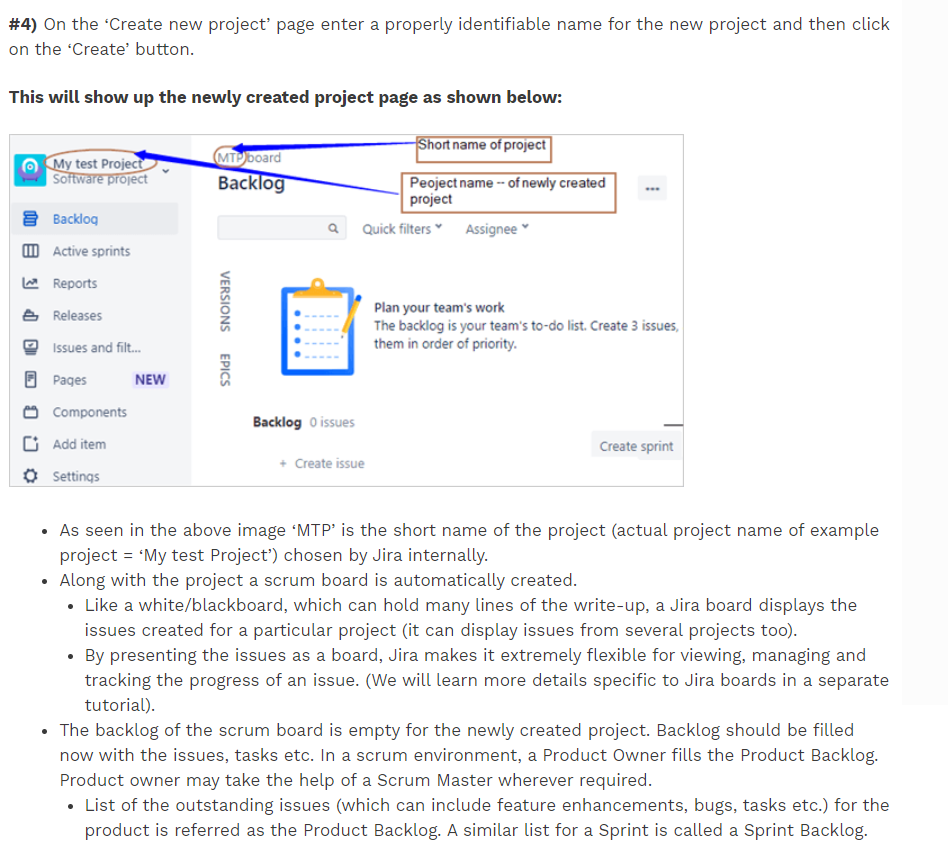 #4) On the ‘Create new project’ page enter a properly identifiable name for the new project and then click
on the ‘Create’ button.
This will show up the newly created project page as shown below:
My test Project
Software project
Backlog
Active sprints
Reports
Releases
Issues and filt...
Pages NEW
Components
Add item
Settings
MTP board
Short name of project
Backlog
Peoject name -- of newly created
project
Quick filters
Assignee
VERSIONS
EPICS
Plan your team's work
The backlog is your team's to-do list. Create 3 issues,
them in order of priority.
Backlog 0 issues
Create sprint
+ Create issue
• As seen in the above image ‘MTP’ is the short name of the project (actual project name of example
project = ‘My test Project’) chosen by Jira internally.
• Along with the project a scrum board is automatically created.
• Like a white/blackboard, which can hold many lines of the write-up, a Jira board displays the
issues created for a particular project (it can display issues from several projects too).
• By presenting the issues as a board, Jira makes it extremely flexible for viewing, managing and
tracking the progress of an issue. (We will learn more details specific to Jira boards in a separate
tutorial).
• The backlog of the scrum board is empty for the newly created project. Backlog should be filled
now with the issues, tasks etc. In a scrum environment, a Product Owner fills the Product Backlog.
Product owner may take the help of a Scrum Master wherever required.
• List of the outstanding issues (which can include feature enhancements, bugs, tasks etc.) for the
product is referred as the Product Backlog. A similar list for a Sprint is called a Sprint Backlog.